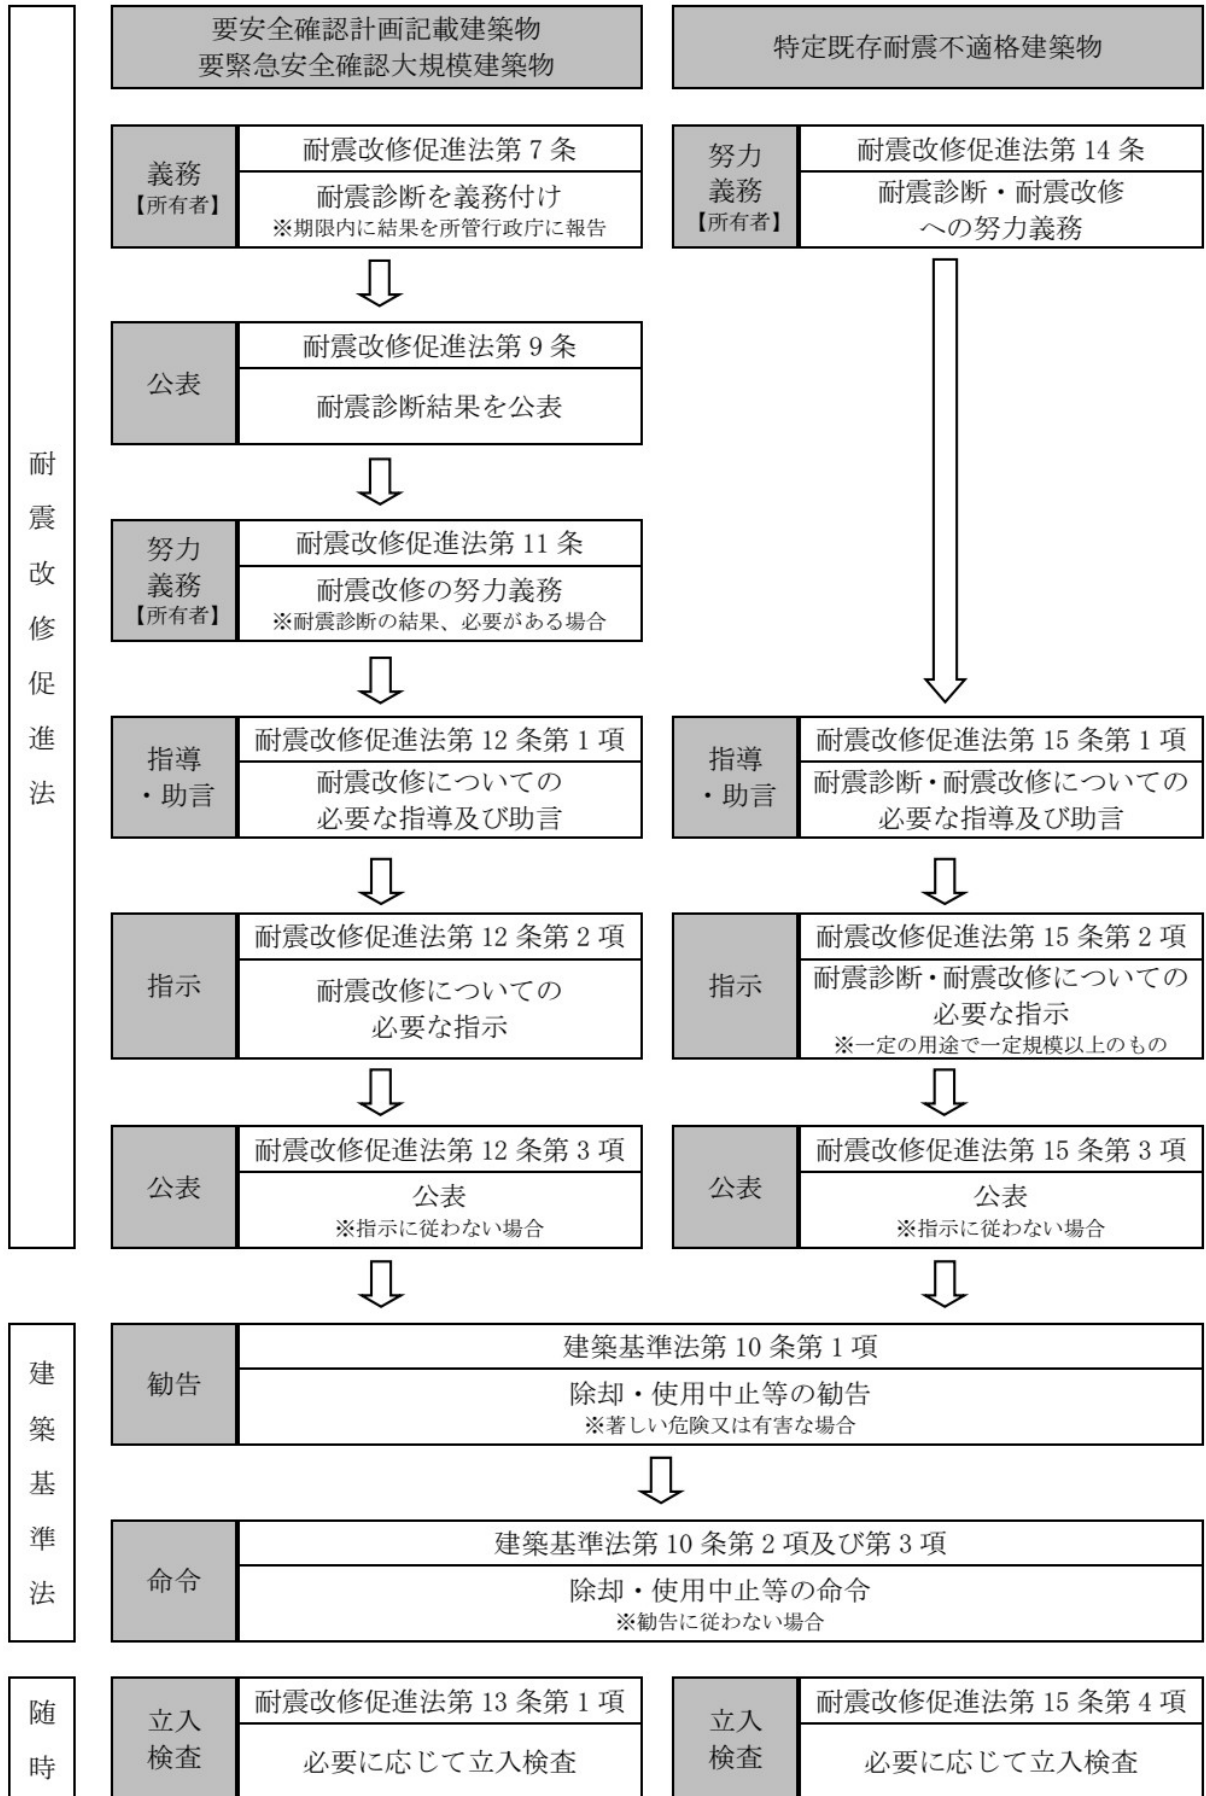 耐震改修促進法
要安全確認計画記載建築物
要緊急安全確認大規模建築物
特定既存耐震不適格建築物
義務
【所有者】
耐震改修促進法第 7 条
耐震診断を義務付け
※期限内に結果を所管行政庁に報告
努力
義務
【所有者】
耐震改修促進法第 14 条
耐震診断・耐震改修
への努力義務
公表
耐震改修促進法第 9 条
耐震診断結果を公表
努力
義務
【所有者】
耐震改修促進法第 11 条
耐震改修の努力義務
※耐震診断の結果、必要がある場合
指導
・助言
耐震改修促進法第 12 条第 1 項
耐震改修についての
必要な指導及び助言
指導
・助言
耐震改修促進法第 15 条第 1 項
耐震診断・耐震改修についての
必要な指導及び助言
指示
耐震改修促進法第 12 条第 2 項
耐震改修についての
必要な指示
指示
耐震改修促進法第 15 条第 2 項
耐震診断・耐震改修についての
必要な指示
※一定の用途で一定規模以上のもの
公表
耐震改修促進法第 12 条第 3 項
公表
※指示に従わない場合
公表
耐震改修促進法第 15 条第 3 項
公表
※指示に従わない場合
建築基準法
勧告
建築基準法第 10 条第 1 項
除却・使用中止等の勧告
※著しい危険又は有害な場合
命令
建築基準法第 10 条第 2 項及び第 3 項
除却・使用中止等の命令
※勧告に従わない場合
随時
立入
検査
耐震改修促進法第 13 条第 1 項
必要に応じて立入検査
立入
検査
耐震改修促進法第 15 条第 4 項
必要に応じて立入検査